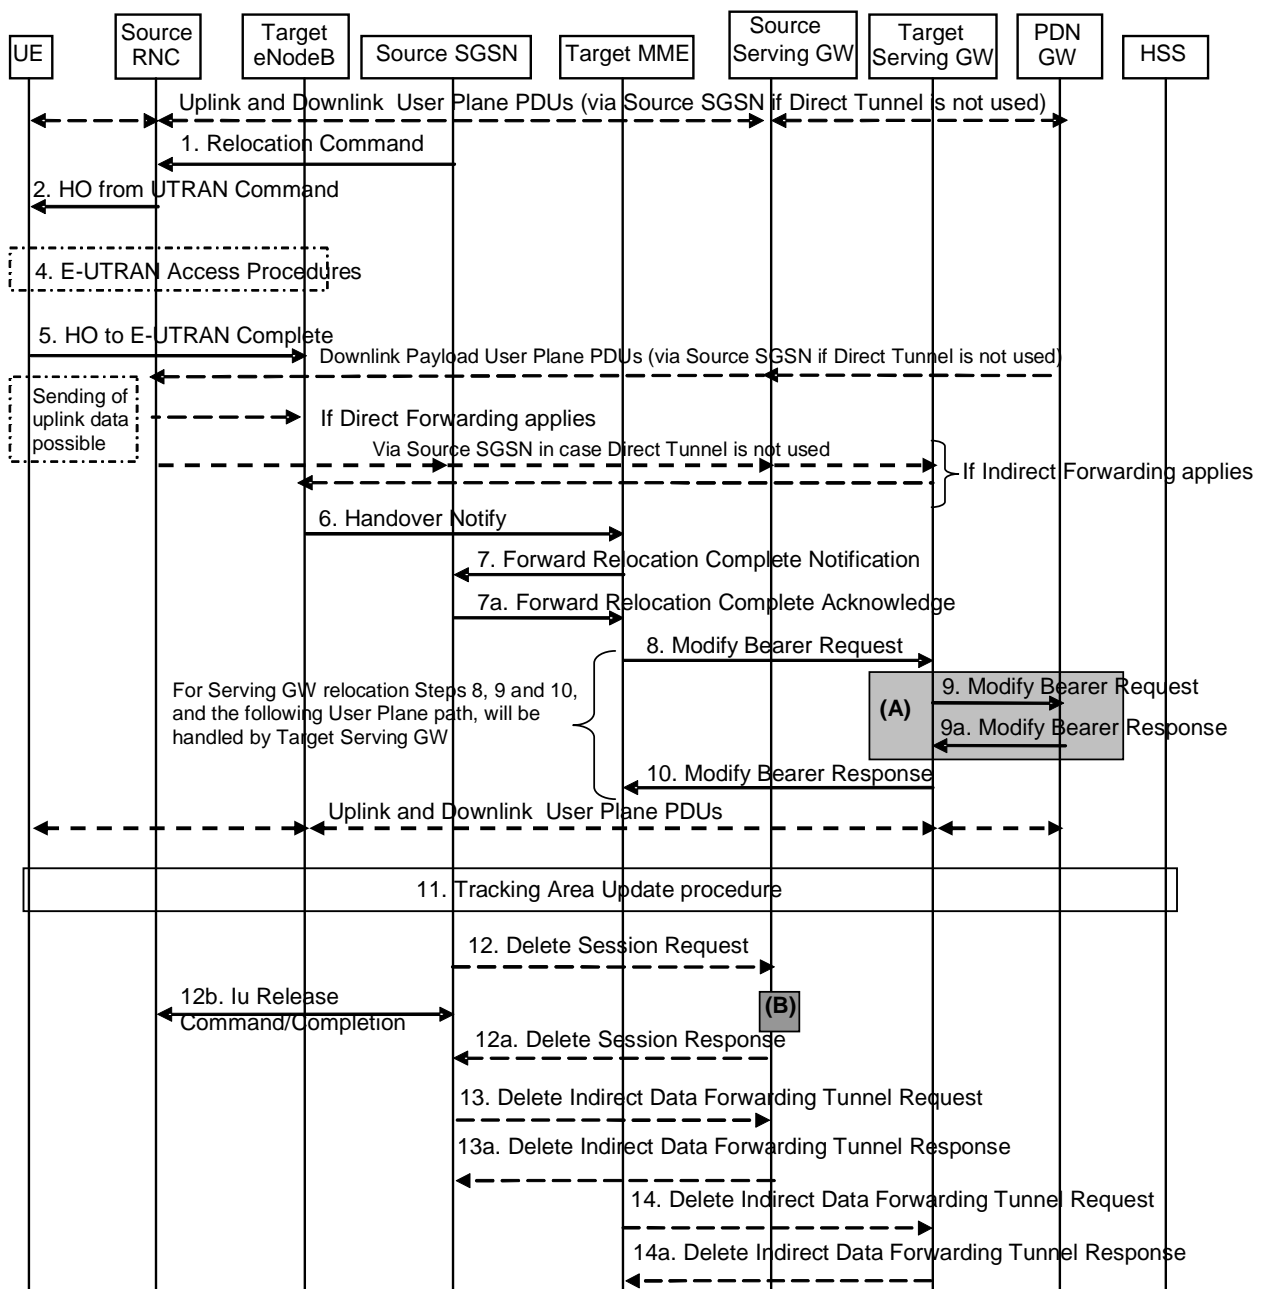 UE
Source
RNC
Target
eNodeB
Source SGSN
Target MME
Source
Serving GW
Target
Serving GW
PDN
GW
HSS
Uplink and Downlink User Plane PDUs (via Source SGSN if Direct Tunnel is not used)
1. Relocation Command
2. HO from UTRAN Command
4. E-UTRAN Access Procedures
5. HO to E-UTRAN Complete
Downlink Payload User Plane PDUs (via Source SGSN if Direct Tunnel is not used)
Sending of
uplink data
possible
If Direct Forwarding applies
Via Source SGSN in case Direct Tunnel is not used
If Indirect Forwarding applies
6. Handover Notify
7. Forward Relocation Complete Notification
7a. Forward Relocation Complete Acknowledge
8. Modify Bearer Request
For Serving GW relocation Steps 8, 9 and 10,
and the following User Plane path, will be
handled by Target Serving GW
(A)
9. Modify Bearer Request
9a. Modify Bearer Response
10. Modify Bearer Response
Uplink and Downlink User Plane PDUs
11. Tracking Area Update procedure
12. Delete Session Request
12b. Iu Release
Command/Completion
(B)
12a. Delete Session Response
13. Delete Indirect Data Forwarding Tunnel Request
13a. Delete Indirect Data Forwarding Tunnel Response
14. Delete Indirect Data Forwarding Tunnel Request
14a. Delete Indirect Data Forwarding Tunnel Response